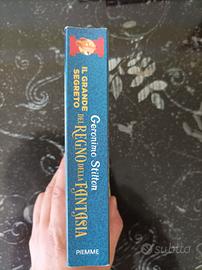 Geronimo Stilton
IL GRANDE
SEGRETO
DEL REGNO DELLA FANTASIA
PIEMME
subito